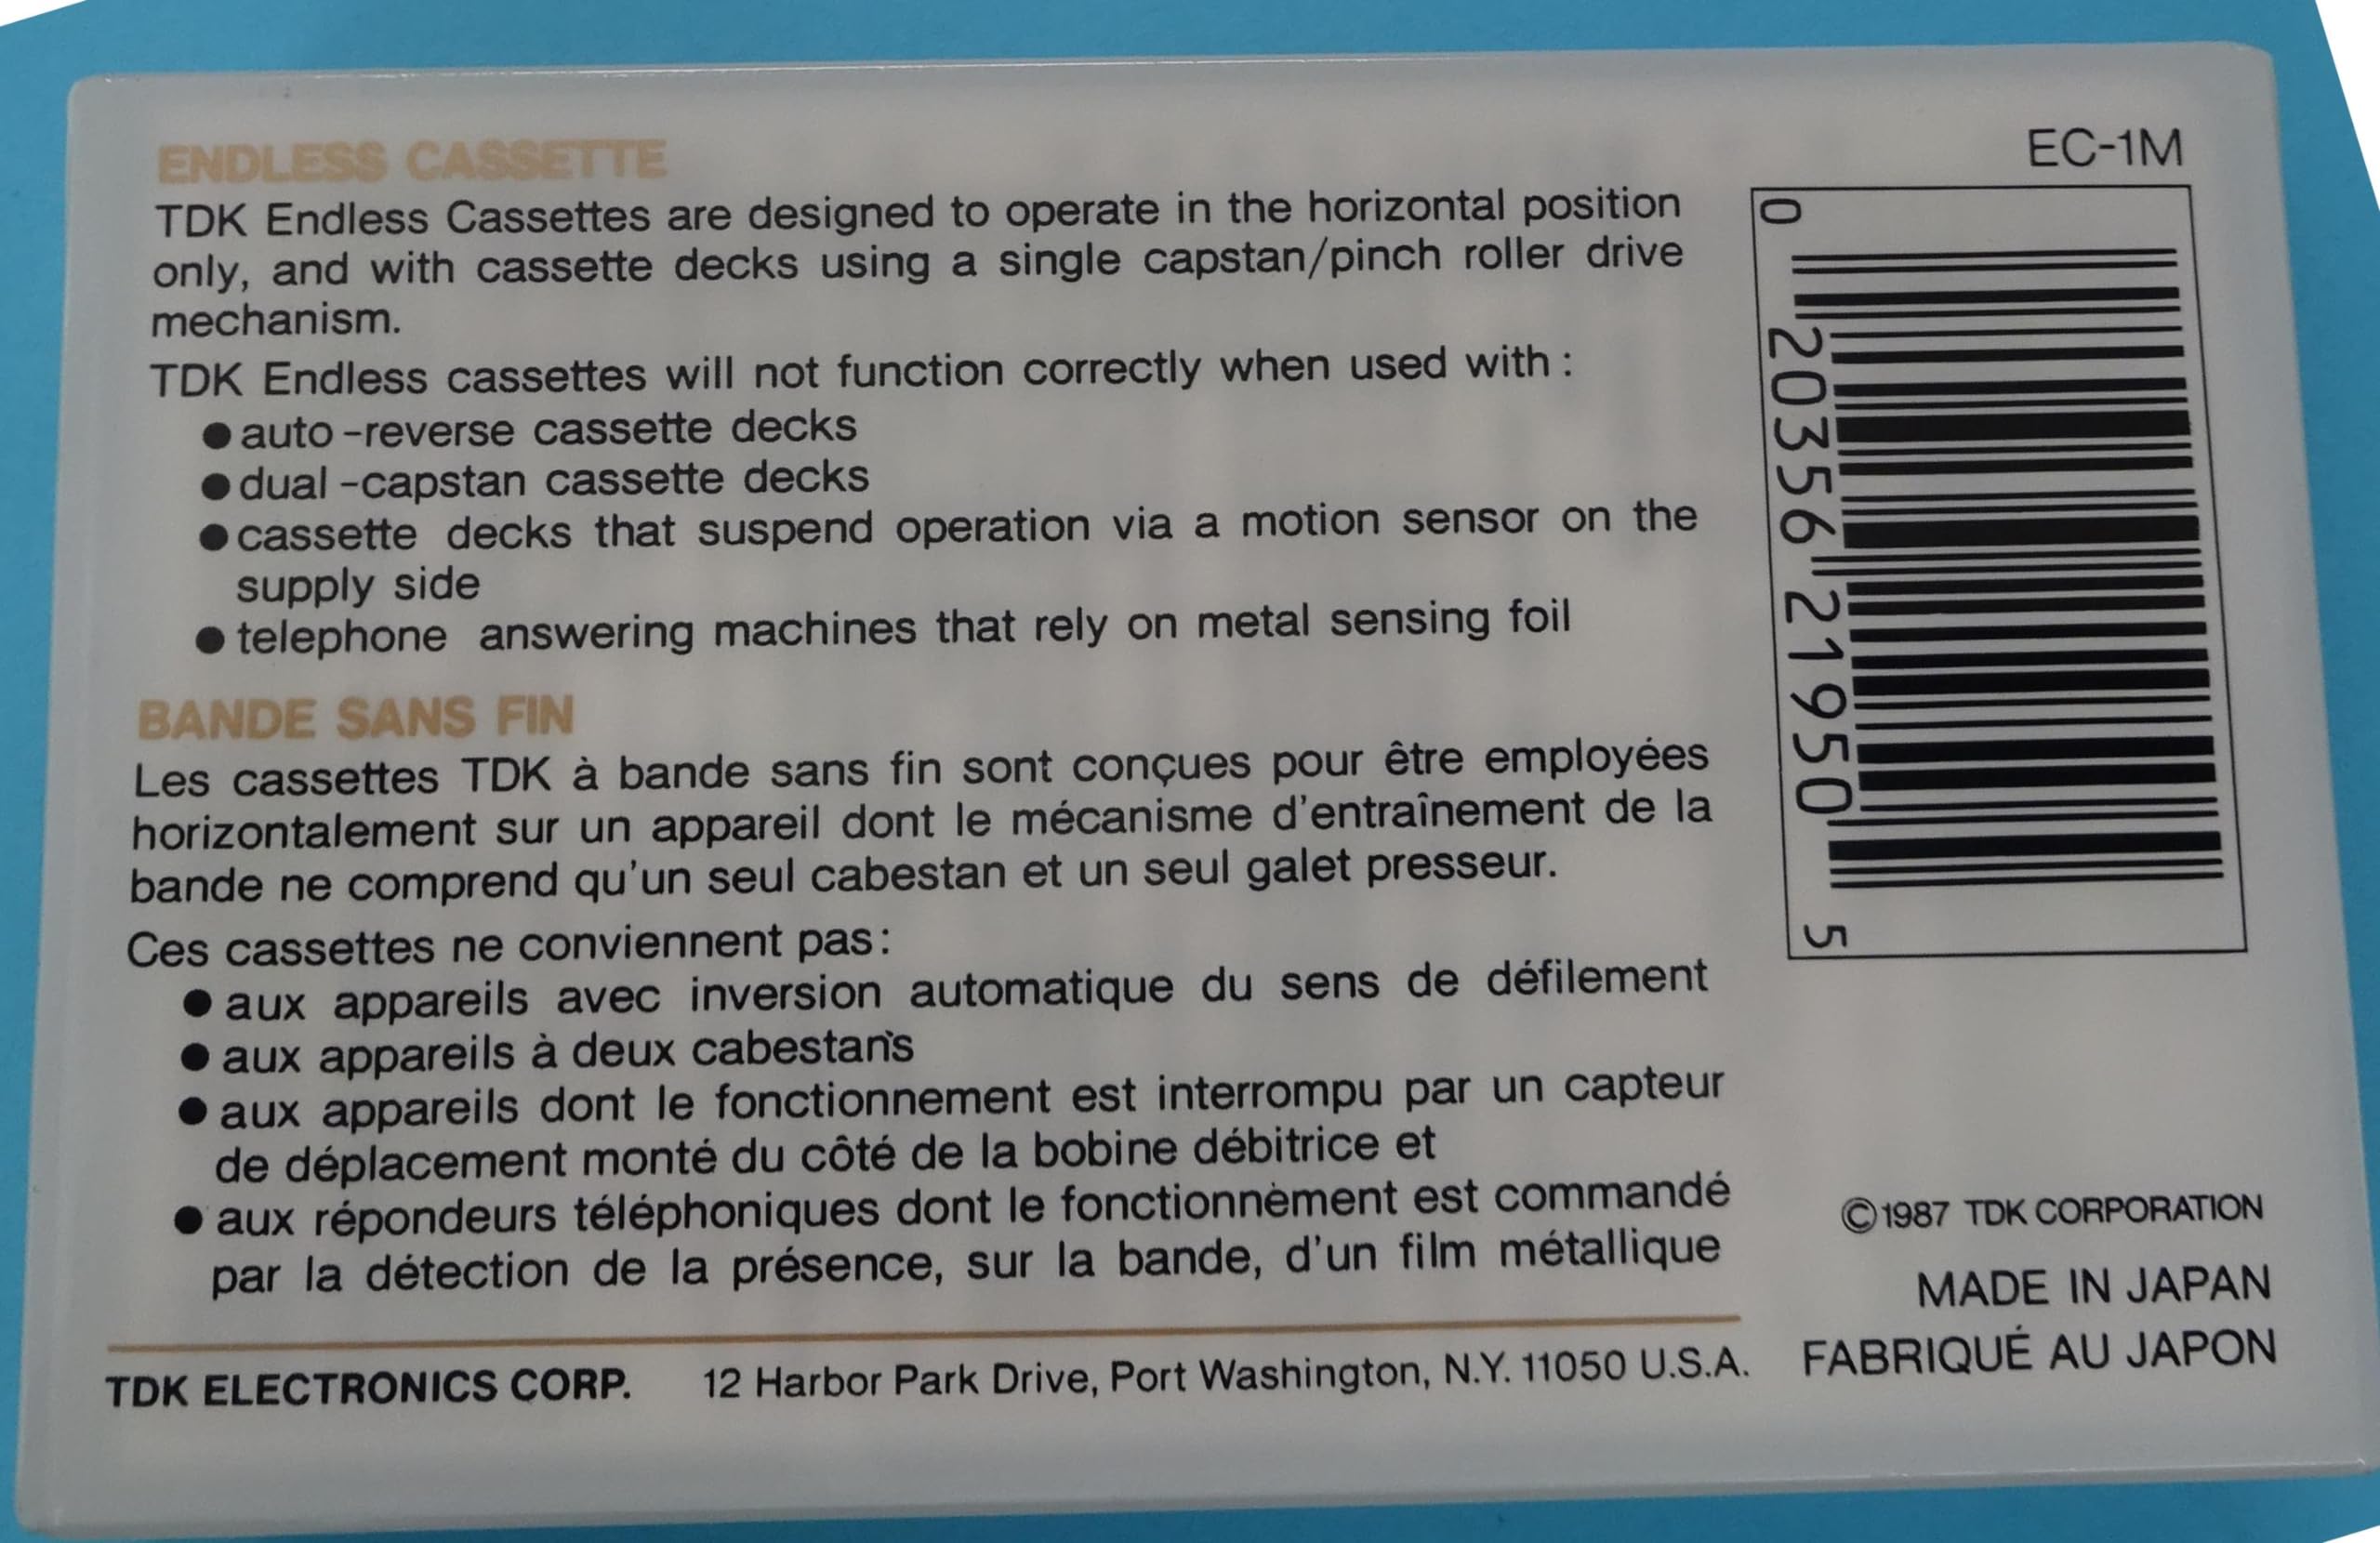 ENDLESS CASSETTE
TDK Endless Cassettes are designed to operate in the horizontal position
only, and with cassette decks using a single capstan/pinch roller drive
mechanism.
TDK Endless cassettes will not function correctly when used with :
● auto -reverse cassette decks
● dual -capstan cassette decks
● cassette decks that suspend operation via a motion sensor on the
supply side
● telephone answering machines that rely on metal sensing foil
BANDE SANS FIN
Les cassettes TDK à bande sans fin sont conçues pour être employées
horizontalement sur un appareil dont le mécanisme d'entraînement de la
bande ne comprend qu'un seul cabestan et un seul galet presseur.
Ces cassettes ne conviennent pas :
● aux appareils avec inversion automatique du sens de défilement
● aux appareils à deux cabestans
● aux appareils dont le fonctionnement est interrompu par un capteur
de déplacement monté du côté de la bobine débitrice et
● aux répondeurs téléphoniques dont le fonctionnement est commandé
par la détection de la présence, sur la bande, d'un film métallique
TDK ELECTRONICS CORP. 12 Harbor Park Drive, Port Washington, N.Y. 11050 U.S.A.
EC-1M
0 20356 21950 5
©1987 TDK CORPORATION
MADE IN JAPAN
FABRIQUÉ AU JAPON